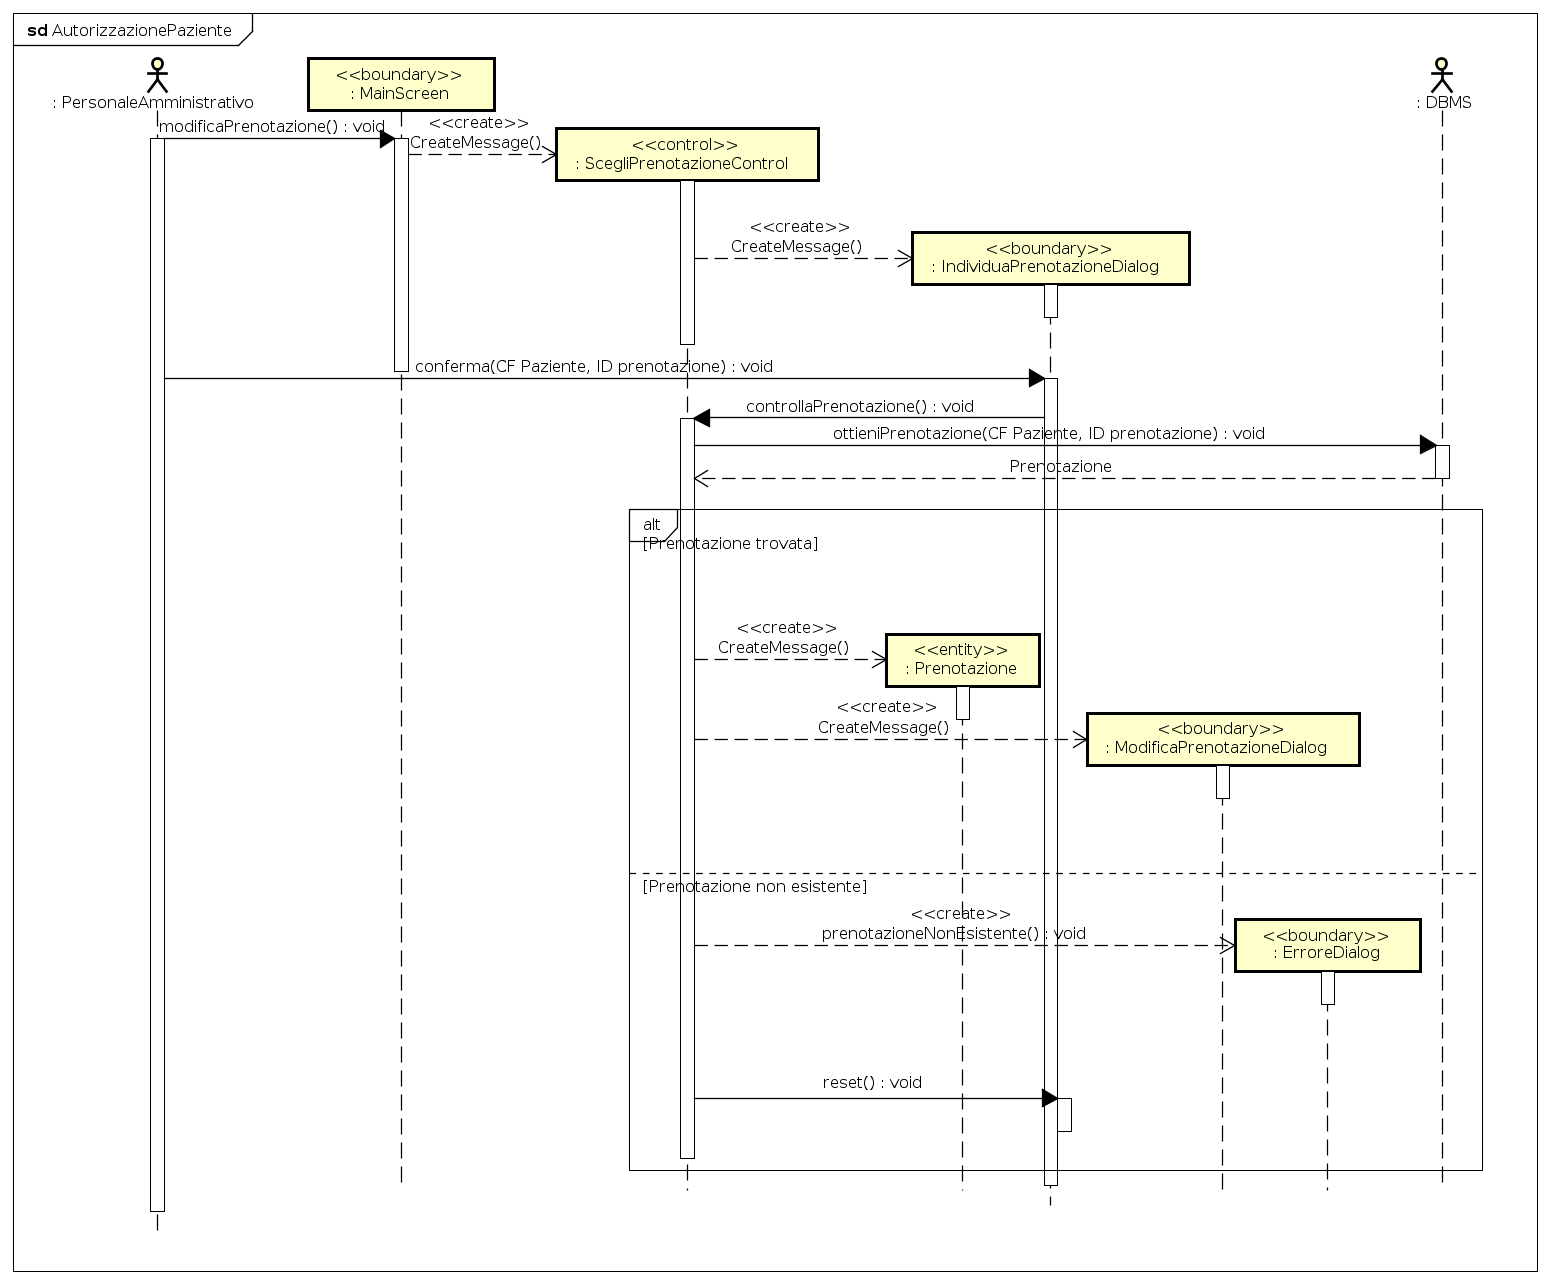 sd AutorizzazionePaziente
: PersonaleAmministrativo
<<boundary>>
: MainScreen
: DBMS
modificaPrenotazione() : void
<<create>>
CreateMessage()
<<control>>
: ScegliPrenotazioneControl
<<create>>
CreateMessage()
<<boundary>>
: IndividuaPrenotazioneDialog
conferma(CF Paziente, ID prenotazione) : void
controllaPrenotazione() : void
ottieniPrenotazione(CF Paziente, ID prenotazione) : void
Prenotazione
alt
[Prenotazione trovata]
<<create>>
CreateMessage()
<<entity>>
: Prenotazione
<<create>>
CreateMessage()
<<boundary>>
: ModificaPrenotazioneDialog
[Prenotazione non esistente]
<<create>>
prenotazioneNonEsistente() : void
<<boundary>>
: ErroreDialog
reset() : void